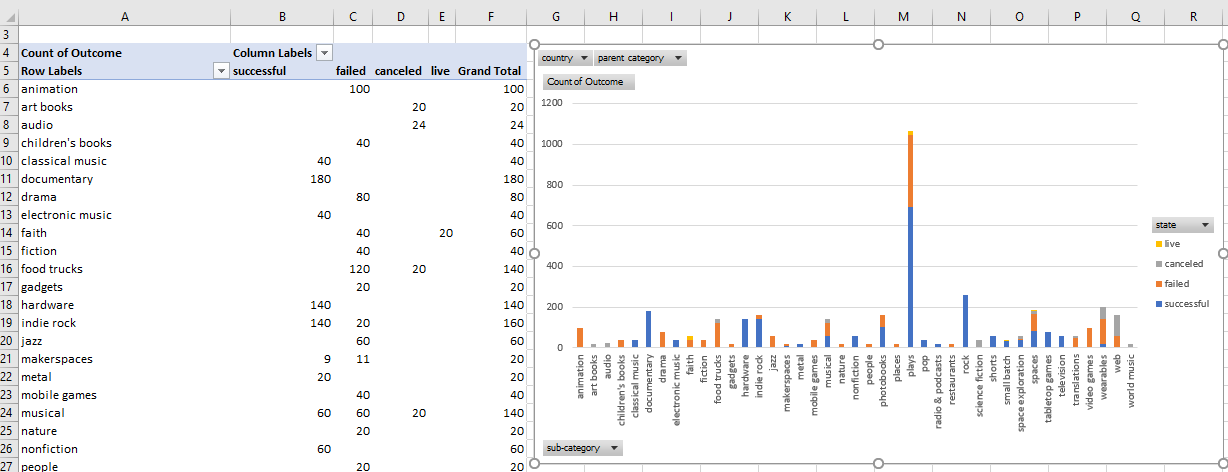 A B C D E F G H I J K L M N O P Q R
3
4 Count of Outcome Column Labels
5 Row Labels successful failed canceled live Grand Total
6 animation 100 100
7 art books 20 20
8 audio 24 24
9 children's books 40 40
10 classical music 40 40
11 documentary 180 180
12 drama 80 80
13 electronic music 40 40
14 faith 40 20 60
15 fiction 40 40
16 food trucks 120 20 140
17 gadgets 20 20
18 hardware 140 140
19 indie rock 140 20 160
20 jazz 60 60
21 makerspaces 9 11 20
22 metal 20 20
23 mobile games 40 40
24 musical 60 60 20 140
25 nature 20 20
26 nonfiction 60 60
27 people 20 20
country parent category
Count of Outcome
1200
1000
800
600
400
200
0
animation
art books
audio
children's books
classical music
documentary
drama
electronic music
faith
fiction
food trucks
gadgets
hardware
indie rock
jazz
makerspaces
metal
mobile games
musical
nature
nonfiction
people
photobooks
places
plays
pop
radio & podcasts
restaurants
rock
science fiction
shorts
small batch
space exploration
spaces
tabletop games
television
translations
video games
wearables
web
world music
sub-category
state
live
canceled
failed
successful